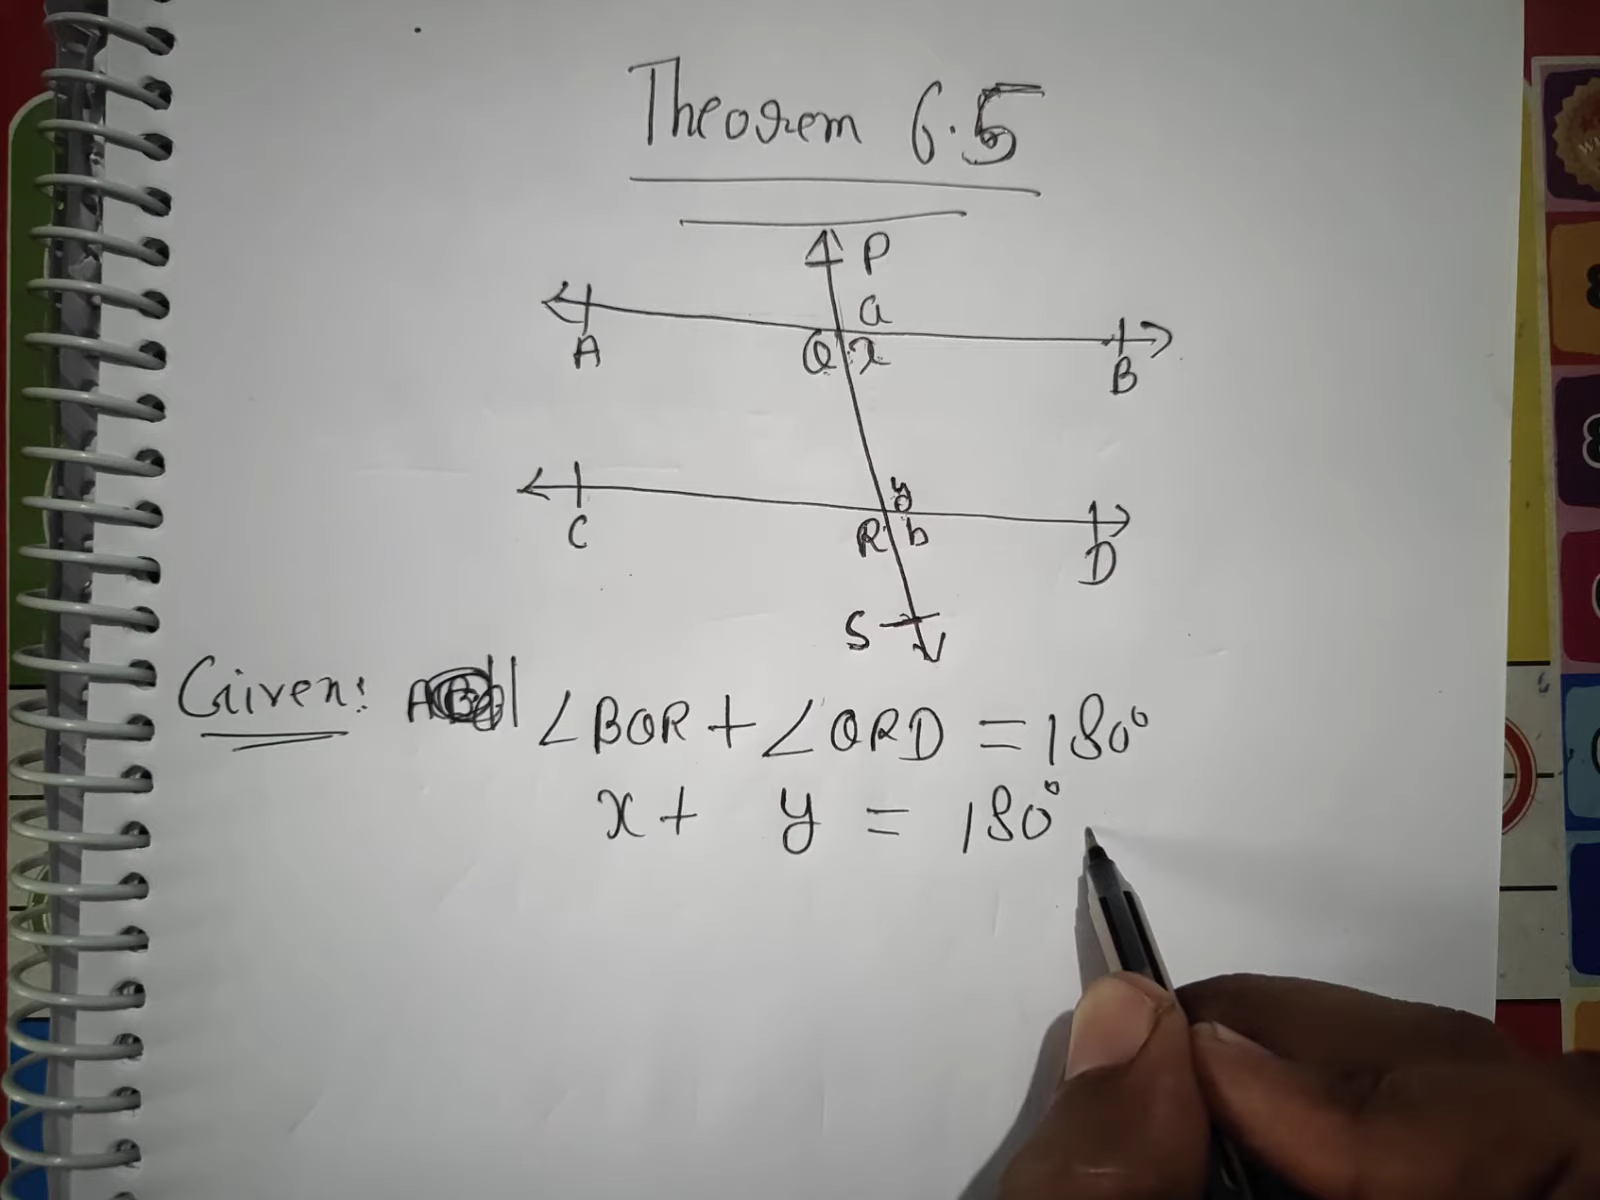 Theorem 6.5
P
a
A
Q x
B
y
C
R b
D
S
Given: ∠BQR + ∠QRD = 180°
x + y = 180°